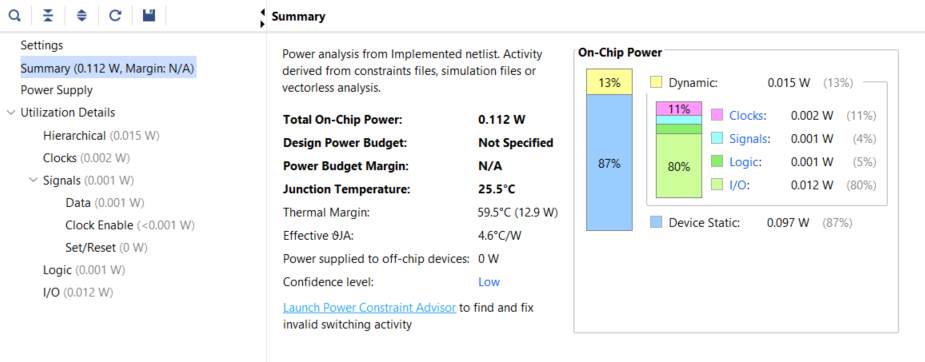 Summary
Settings
Summary (0.112 W, Margin: N/A)
Power Supply
Utilization Details
Hierarchical (0.015 W)
Clocks (0.002 W)
Signals (0.001 W)
Data (0.001 W)
Clock Enable (<0.001 W)
Set/Reset (0 W)
Logic (0.001 W)
I/O (0.012 W)
Power analysis from Implemented netlist. Activity
derived from constraints files, simulation files or
vectorless analysis.
Total On-Chip Power: 0.112 W
Design Power Budget: Not Specified
Power Budget Margin: N/A
Junction Temperature: 25.5°C
Thermal Margin: 59.5°C (12.9 W)
Effective ϑJA: 4.6°C/W
Power supplied to off-chip devices: 0 W
Confidence level: Low
Launch Power Constraint Advisor to find and fix
invalid switching activity
On-Chip Power
13%
87%
Dynamic: 0.015 W (13%)
11%
80%
Clocks: 0.002 W (11%)
Signals: 0.001 W (4%)
Logic: 0.001 W (5%)
I/O: 0.012 W (80%)
Device Static: 0.097 W (87%)